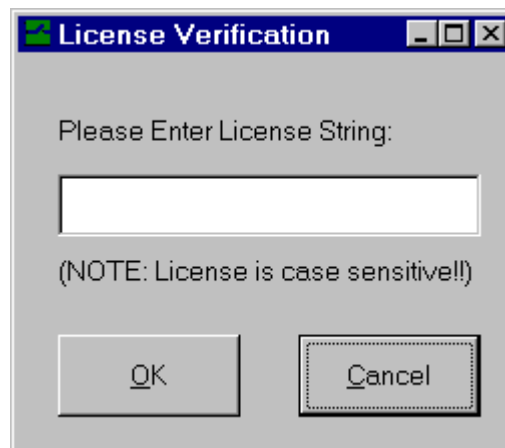 License Verification
Please Enter License String:
(NOTE: License is case sensitive!!)
OK
Cancel